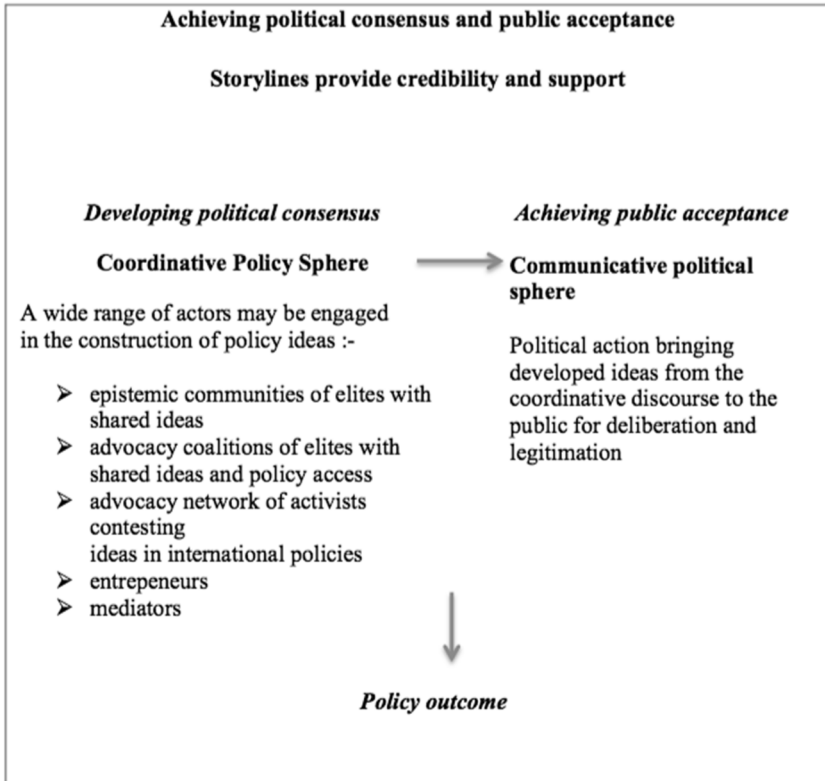 Achieving political consensus and public acceptance
Storylines provide credibility and support
Developing political consensus
Coordinative Policy Sphere
A wide range of actors may be engaged
in the construction of policy ideas :-
➢ epistemic communities of elites with
shared ideas
➢ advocacy coalitions of elites with
shared ideas and policy access
➢ advocacy network of activists
contesting
ideas in international policies
➢ entrepeneurs
➢ mediators
Achieving public acceptance
Communicative political
sphere
Political action bringing
developed ideas from the
coordinative discourse to the
public for deliberation and
legitimation
Policy outcome